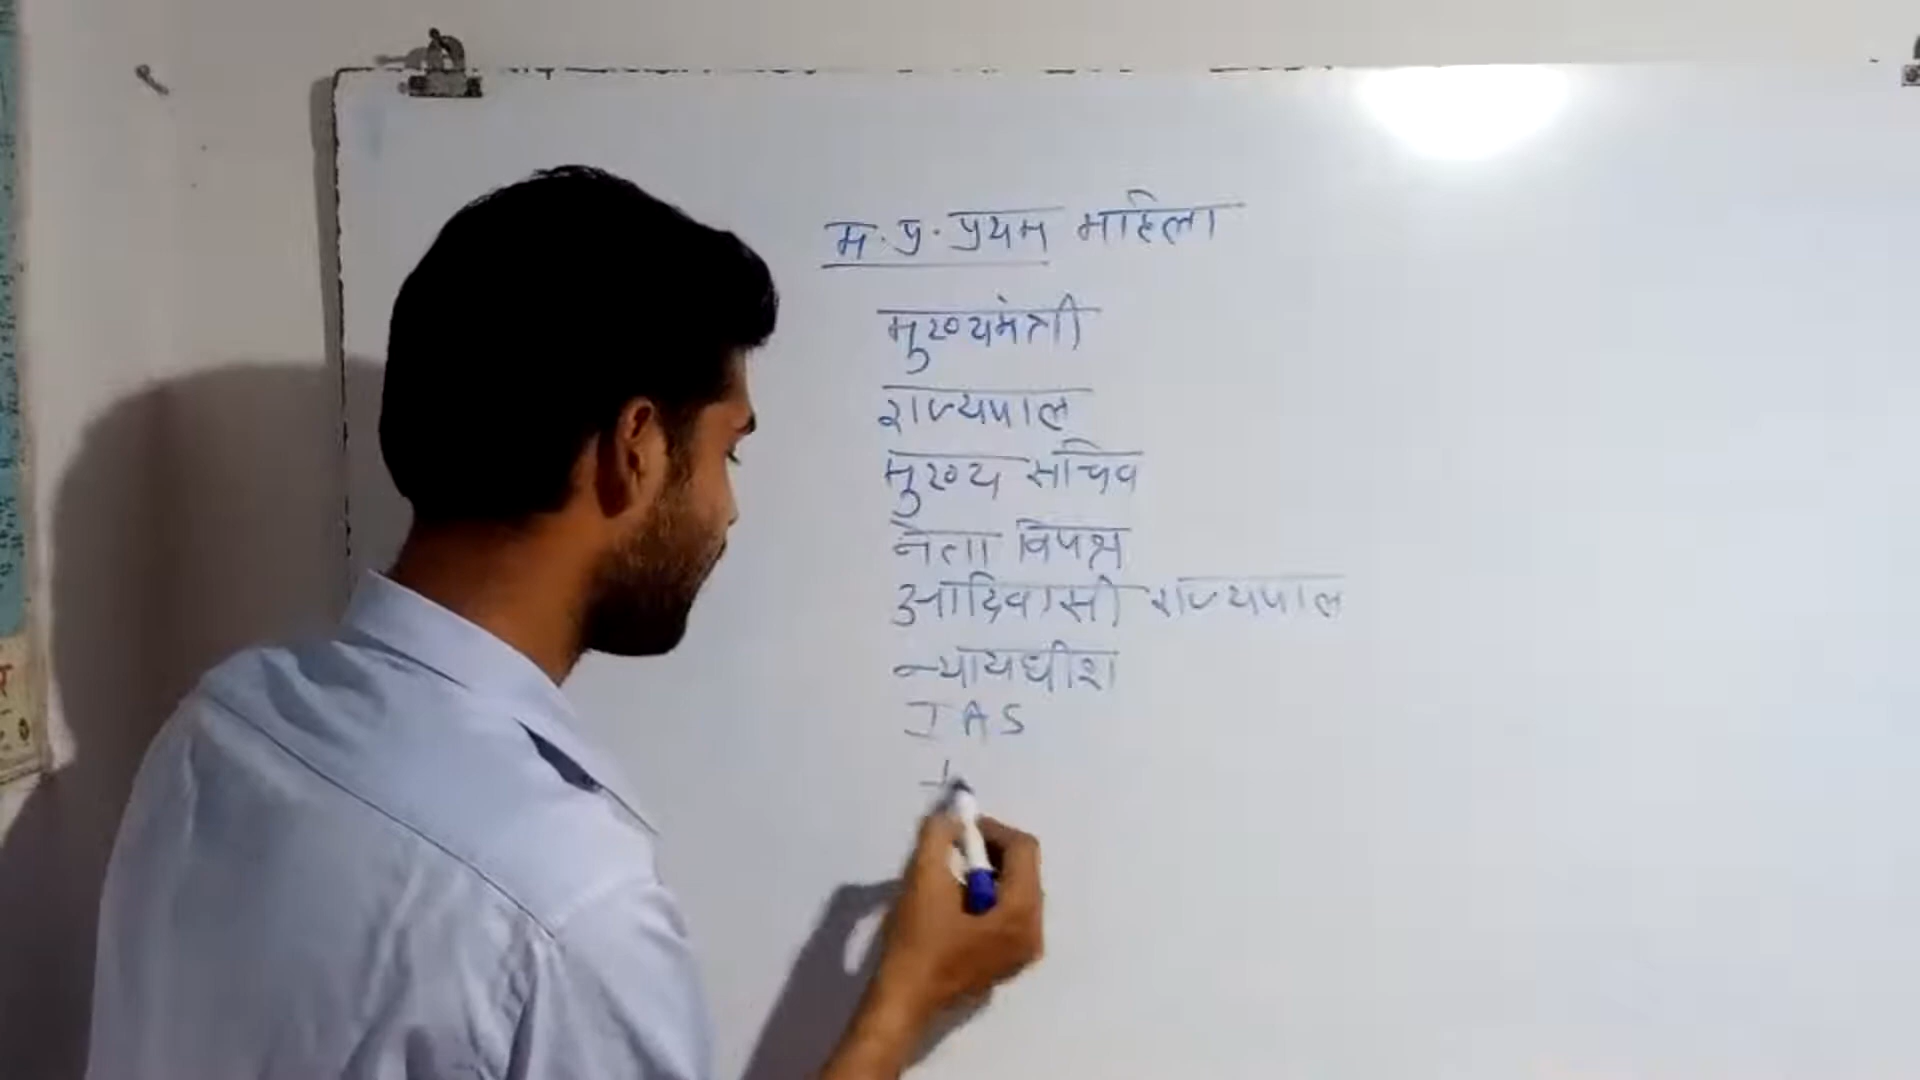 म. प्र. प्रथम महिला
मुख्यमंत्री
राज्यपाल
मुख्य सचिव
नेता विपक्ष
आदिवासी राज्यपाल
न्यायधीश
IAS